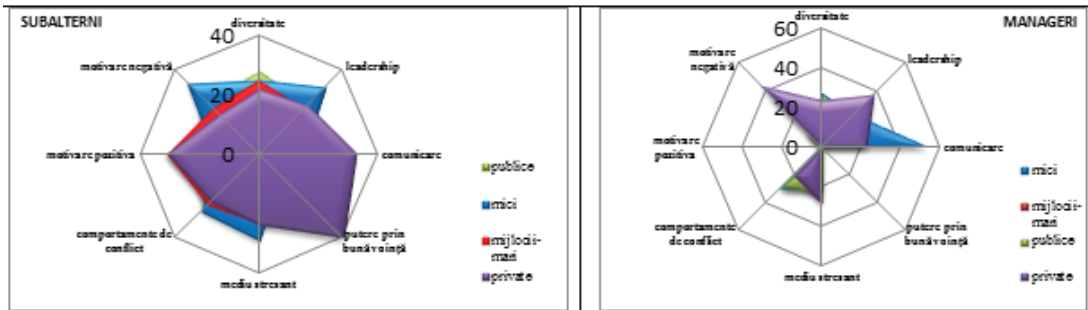 SUBALTERNI
diversitate
40
motivare negativă
leadership
20
motivare pozitiva
0
comunicare
publice
mici
mijlocii-
mari
private
comportamente de
conflict
putere prin
bunăvoință
mediu stresant
MANAGERI
diversitate
60
motivare
negativă
leadership
40
20
motivare
pozitiva
0
comunicare
mici
mijlocii-
mari
publice
private
comportamente
de conflict
putere prin
bunăvoință
mediu stresant